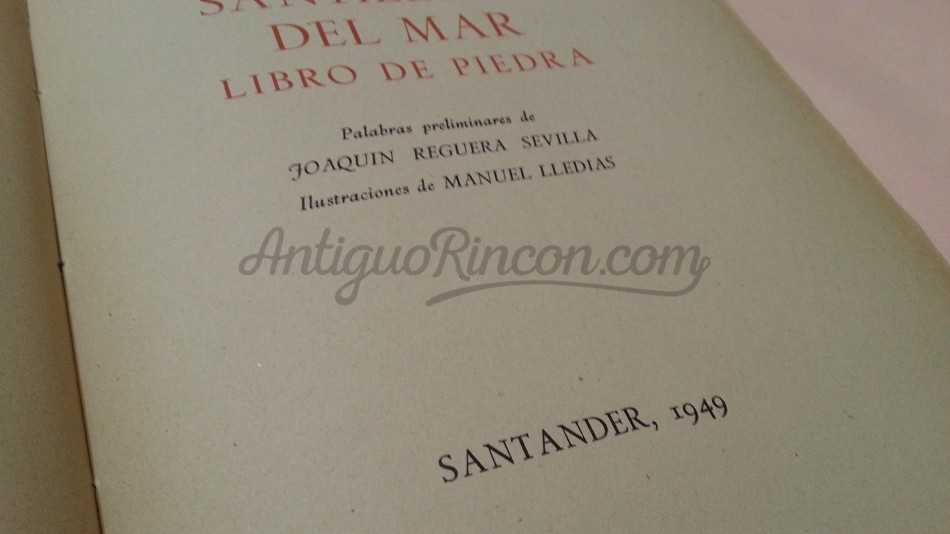 DEL MAR
LIBRO DE PIEDRA
Palabras preliminares de
JOAQUIN REGUERA SEVILLA
Ilustraciones de MANUEL LLEDIAS
AntiguoRincon.com
SANTANDER, 1949